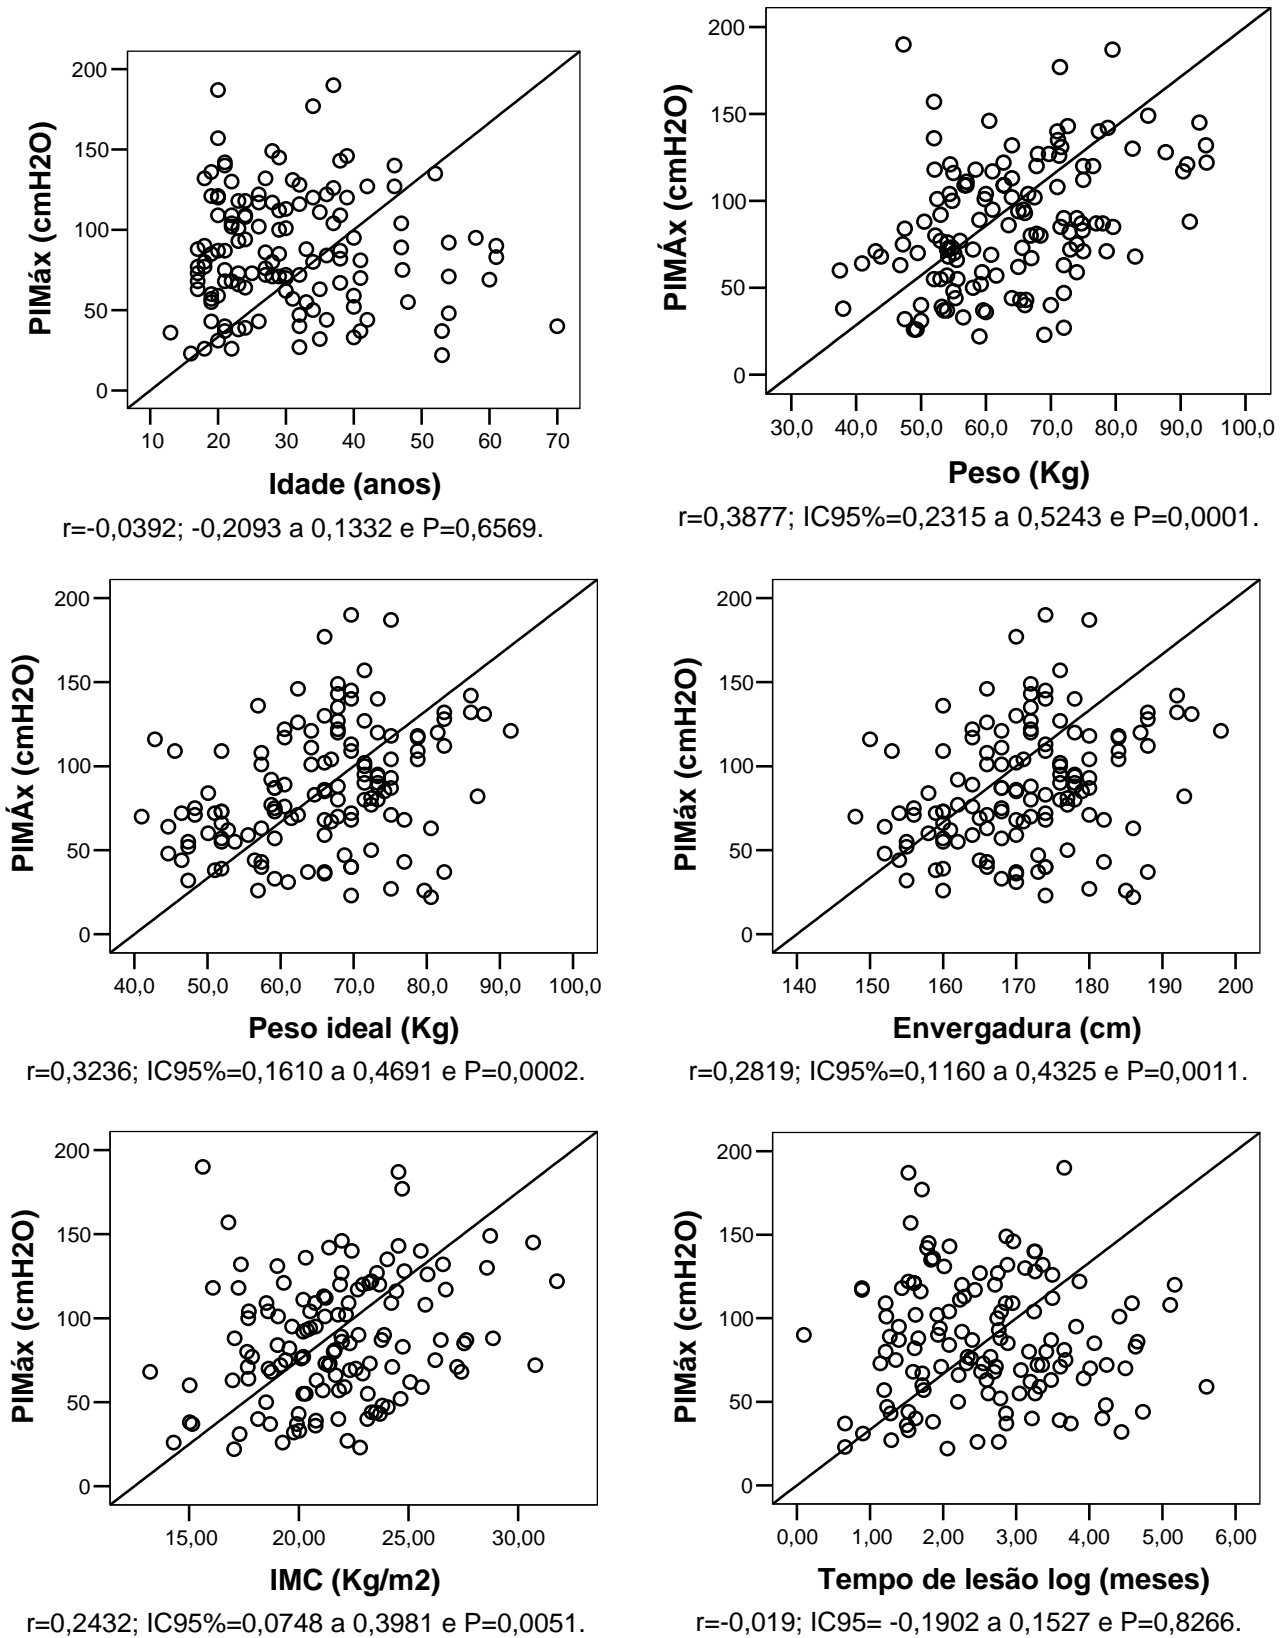 PIMáx (cmH2O)
200
150
100
50
0
10 20 30 40 50 60 70
Idade (anos)
r=-0,0392; -0,2093 a 0,1332 e P=0,6569.
PIMÁx (cmH2O)
200
150
100
50
0
30,0 40,0 50,0 60,0 70,0 80,0 90,0 100,0
Peso (Kg)
r=0,3877; IC95%=0,2315 a 0,5243 e P=0,0001.
PIMÁx (cmH2O)
200
150
100
50
0
40,0 50,0 60,0 70,0 80,0 90,0 100,0
Peso ideal (Kg)
r=0,3236; IC95%=0,1610 a 0,4691 e P=0,0002.
PIMáx (cmH2O)
200
150
100
50
0
140 150 160 170 180 190 200
Envergadura (cm)
r=0,2819; IC95%=0,1160 a 0,4325 e P=0,0011.
PIMáx (cmH2O)
200
150
100
50
0
15,00 20,00 25,00 30,00
IMC (Kg/m2)
r=0,2432; IC95%=0,0748 a 0,3981 e P=0,0051.
PIMáx (cmH2O)
200
150
100
50
0
0,00 1,00 2,00 3,00 4,00 5,00 6,00
Tempo de lesão log (meses)
r=-0,019; IC95= -0,1902 a 0,1527 e P=0,8266.